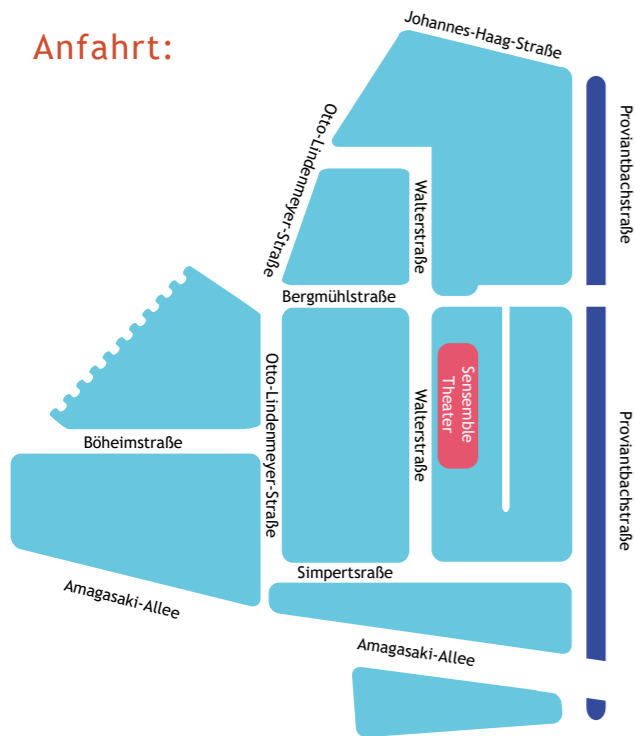 Anfahrt:
Johannes-Haag-Straße
Otto-Lindenmeyer-Straße
Proviantbachstraße
Walterstraße
Bergmühlstraße
Otto-Lindenmeyer-Straße
Walterstraße
Sensemble
Theater
Proviantbachstraße
Böheimstraße
Simpertsraße
Amagasaki-Allee
Amagasaki-Allee